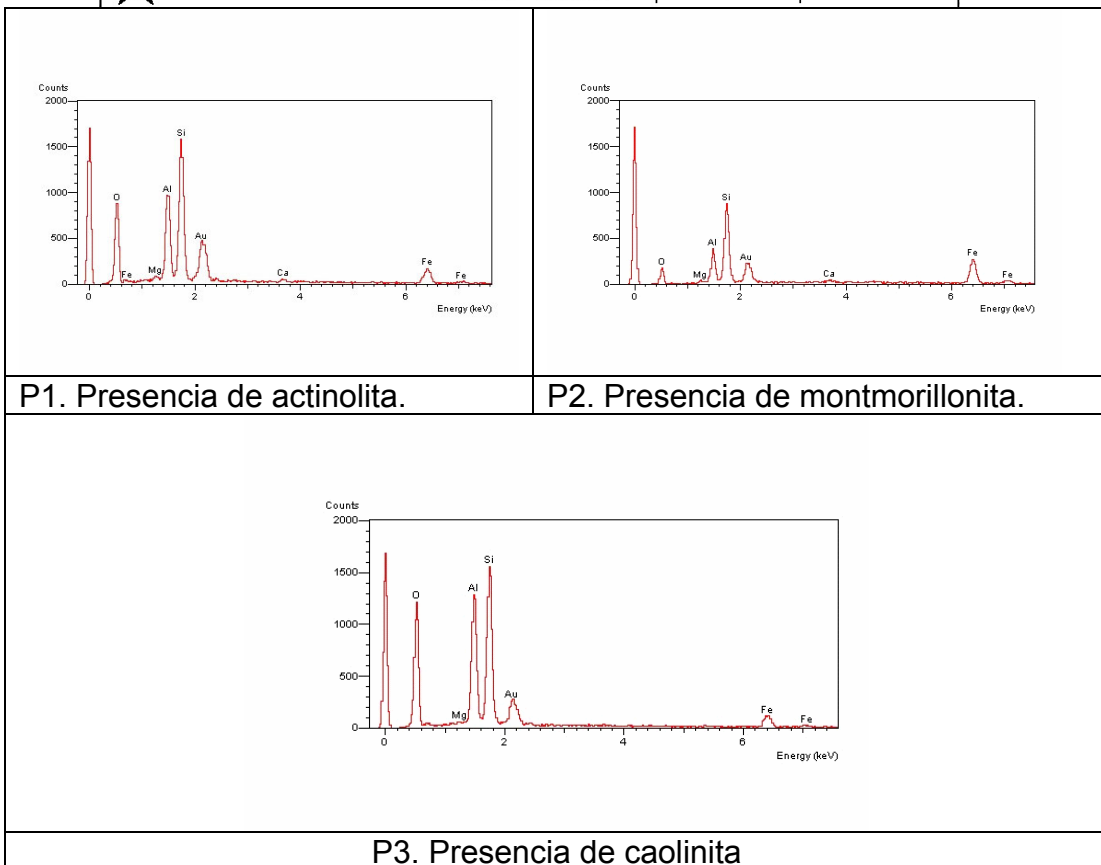 Counts
2000
1500
1000
500
0
O
Fe
Mg
Al
Si
Au
Ca
Fe
Fe
0
2
4
6
Energy (keV)
Counts
2000
1500
1000
500
0
O
Mg
Al
Si
Au
Ca
Fe
Fe
0
2
4
6
Energy (keV)
P1. Presencia de actinolita.
P2. Presencia de montmorillonita.
Counts
2000
1500
1000
500
0
O
Mg
Al
Si
Au
Fe
Fe
0
2
4
6
Energy (keV)
P3. Presencia de caolinita